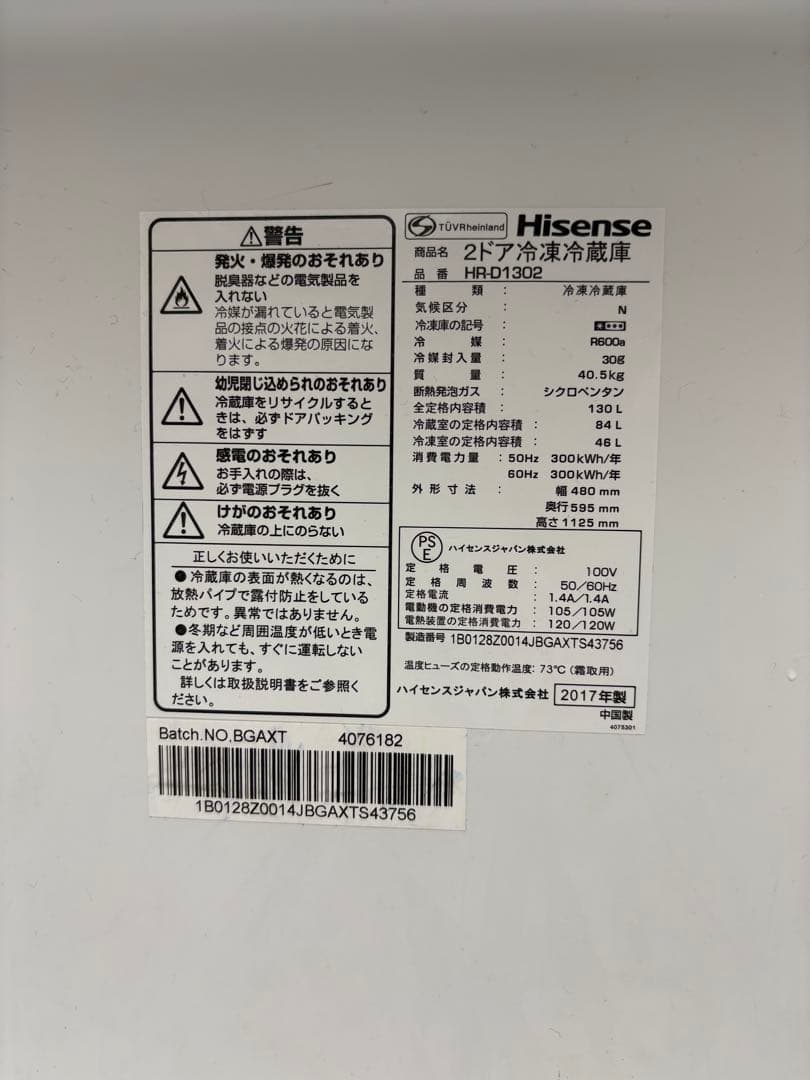 ⚠警告
発火・爆発のおそれあり
脱臭器などの電気製品を
入れない
冷媒が漏れていると電気製
品の接点の火花による着火、
着火による爆発の原因にな
ります。
幼児閉じ込められのおそれあり
冷蔵庫をリサイクルすると
きは、必ずドアパッキング
をはずす
感電のおそれあり
お手入れの際は、
必ず電源プラグを抜く
けがのおそれあり
冷蔵庫の上にのらない
正しくお使いいただくために
●冷蔵庫の表面が熱くなるのは、
放熱パイプで露付防止をしている
ためです。異常ではありません。
●冬期など周囲温度が低いとき電
源を入れても、すぐに運転しない
ことがあります。
詳しくは取扱説明書をご参照く
ださい。
TÜVRheinland Hisense
商品名 2ドア冷凍冷蔵庫
品番 HR-D1302
種類 : 冷凍冷蔵庫
気候区分 : N
冷凍庫の記号 :
冷媒 : R600a
冷媒封入量 : 30g
質量 : 40.5kg
断熱発泡ガス : シクロペンタン
全定格内容積 : 130 L
冷蔵室の定格内容積 : 84 L
冷凍室の定格内容積 : 46 L
消費電力量 : 50Hz 300kWh/年
60Hz 300kWh/年
外形寸法 : 幅 480 mm
奥行 595 mm
高さ 1125 mm
PSE ハイセンスジャパン株式会社
定格電圧 : 100V
定格周波数 : 50/60Hz
定格電流 : 1.4A/1.4A
電動機の定格消費電力 : 105/105W
電熱装置の定格消費電力 : 120/120W
製造番号 1B0128Z0014JBGAXTS43756
温度ヒューズの定格動作温度: 73℃ (霜取用)
ハイセンスジャパン株式会社 2017年製
中国製
4075301
Batch.NO.BGAXT 4076182
1B0128Z0014JBGAXTS43756